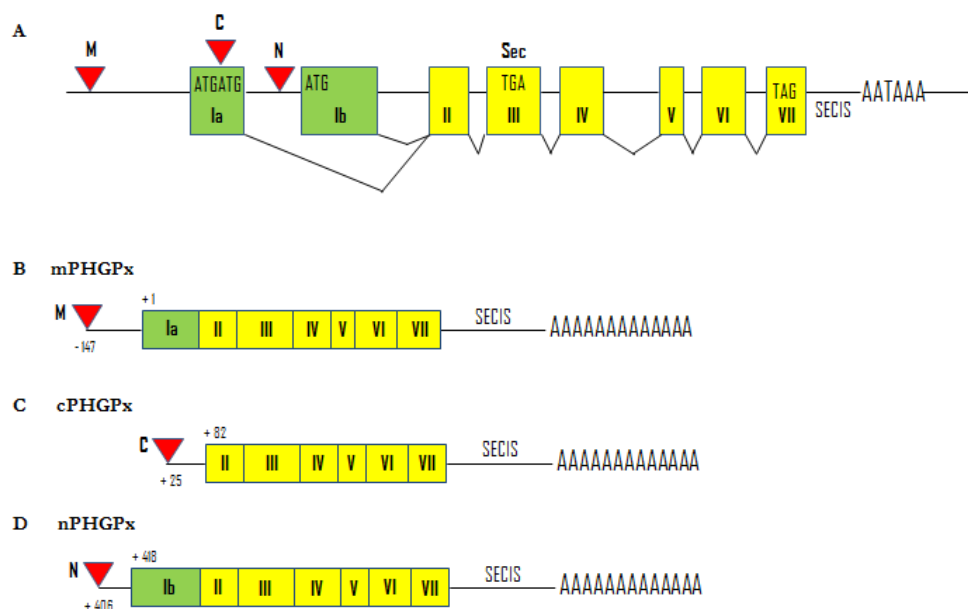 A
M C N Sec
ATGATG ATG TGA TAG AATAAA
Ia Ib II III IV V VI VII SECIS
B mPHGPx
+ 1
M Ia II III IV V VI VII SECIS AAAAAAAAAAAAA
- 147
C cPHGPx
+ 82
C II III IV V VI VII SECIS AAAAAAAAAAAAA
+ 25
D nPHGPx
+ 418
N Ib II III IV V VI VII SECIS AAAAAAAAAAAAA
+ 406